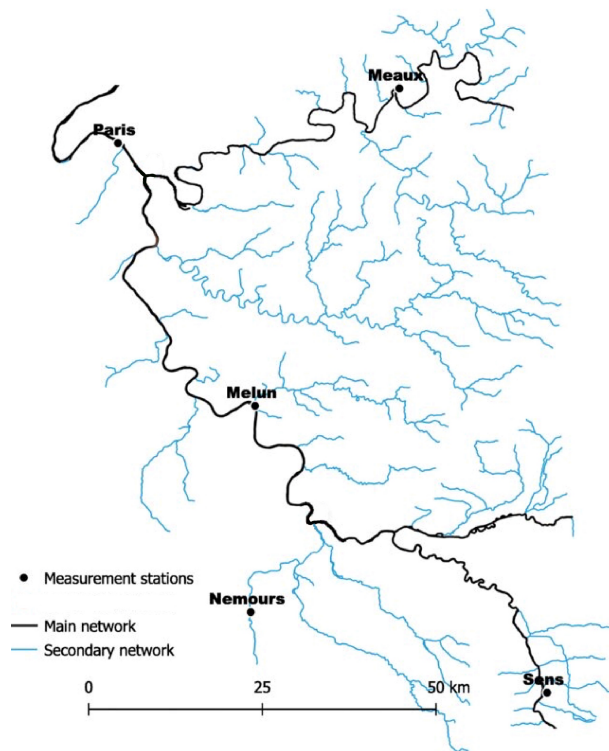 Meaux
Paris
Melun
Measurement stations
Nemours
Main network
Secondary network
Sens
0 25 50 km